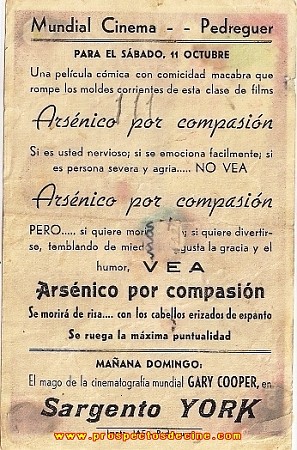 Mundial Cinema - - Pedreguer
PARA EL SÁBADO, 11 OCTUBRE
Una película cómica con comicidad macabra que
rompe los moldes corrientes de esta clase de films
Arsénico por compasión
Si es usted nervioso; si se emociona facilmente; si
es persona severa y agria..... NO VEA
Arsénico por compasión
PERO..... si quiere si quiere divertir-
se, temblando de gusta la gracia y el
humor, VEA
Arsénico por compasión
Se morirá de risa.... con los cabellos erizados de espanto
Se ruega la máxima puntualidad
MAÑANA DOMINGO:
El mago de la cinematografía mundial GARY COOPER, en
Sargento YORK
www.prospectosdecine.com